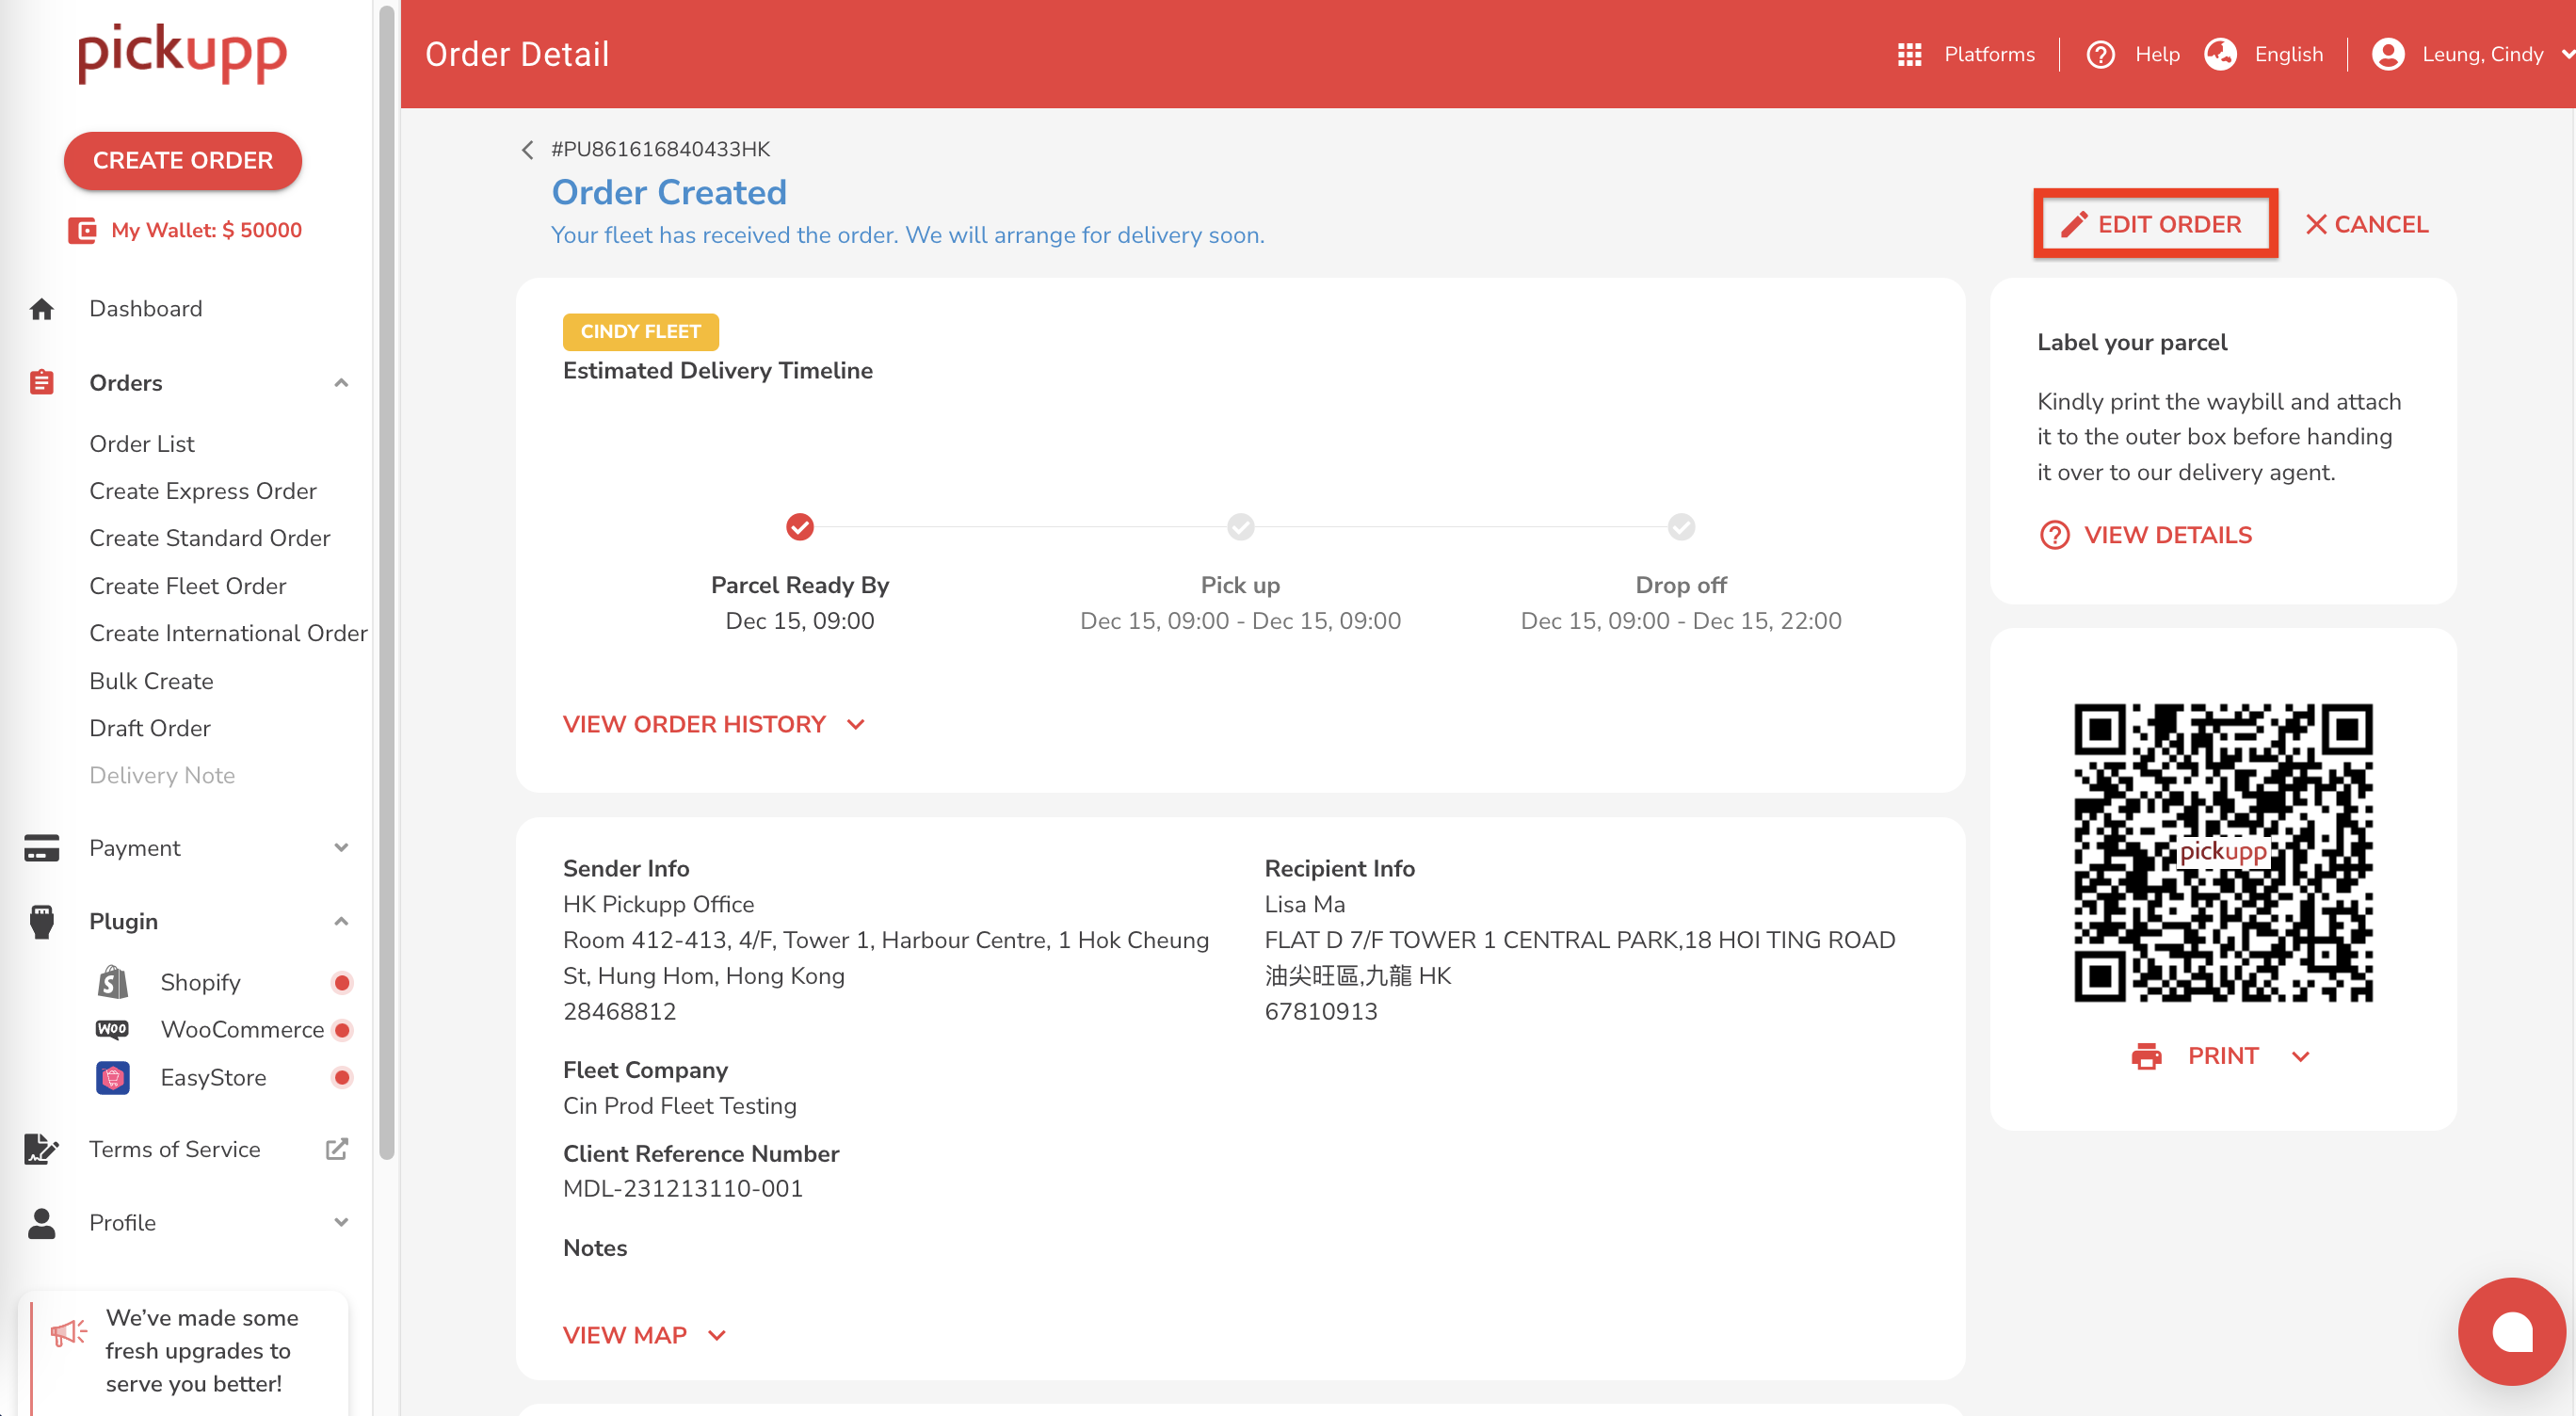 pickupp
CREATE ORDER
My Wallet: $ 50000
Dashboard
Orders
Order List
Create Express Order
Create Standard Order
Create Fleet Order
Create International Order
Bulk Create
Draft Order
Delivery Note
Payment
Plugin
Shopify
WOO WooCommerce
EasyStore
Terms of Service
Profile
We've made some
fresh upgrades to
serve you better!
Order Detail
Platforms
Help
English
Leung, Cindy
#PU861616840433HK
Order Created
Your fleet has received the order. We will arrange for delivery soon.
EDIT ORDER
CANCEL
CINDY FLEET
Estimated Delivery Timeline
Parcel Ready By
Dec 15, 09:00
Pick up
Dec 15, 09:00 - Dec 15, 09:00
Drop off
Dec 15, 09:00 - Dec 15, 22:00
VIEW ORDER HISTORY
Sender Info
HK Pickupp Office
Room 412-413, 4/F, Tower 1, Harbour Centre, 1 Hok Cheung
St, Hung Hom, Hong Kong
28468812
Recipient Info
Lisa Ma
FLAT D 7/F TOWER 1 CENTRAL PARK,18 HOI TING ROAD
油尖旺區,九龍 HK
67810913
Fleet Company
Cin Prod Fleet Testing
Client Reference Number
MDL-231213110-001
Notes
VIEW MAP
Label your parcel
Kindly print the waybill and attach
it to the outer box before handing
it over to our delivery agent.
VIEW DETAILS
pickupp
PRINT